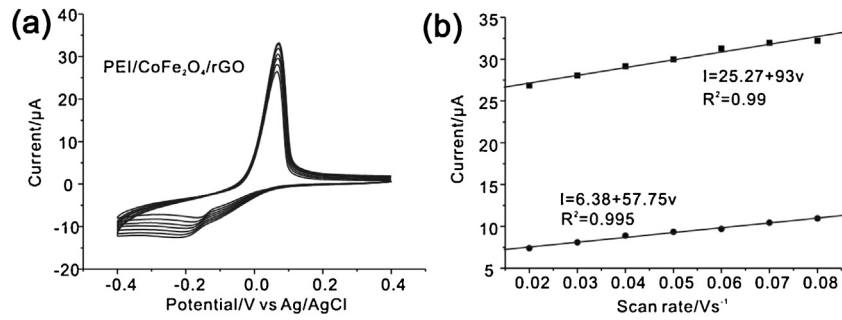 (a)
40
30
20
10
0
-10
-20
-0.4
-0.2
0.0
0.2
0.4
Current/μA
PEI/CoFe₂O₄/rGO
Potential/V vs Ag/AgCl
(b)
35
30
25
20
15
10
5
0.02
0.03
0.04
0.05
0.06
0.07
0.08
Current/μA
I=25.27+93v
R²=0.99
I=6.38+57.75v
R²=0.995
Scan rate/Vs⁻¹